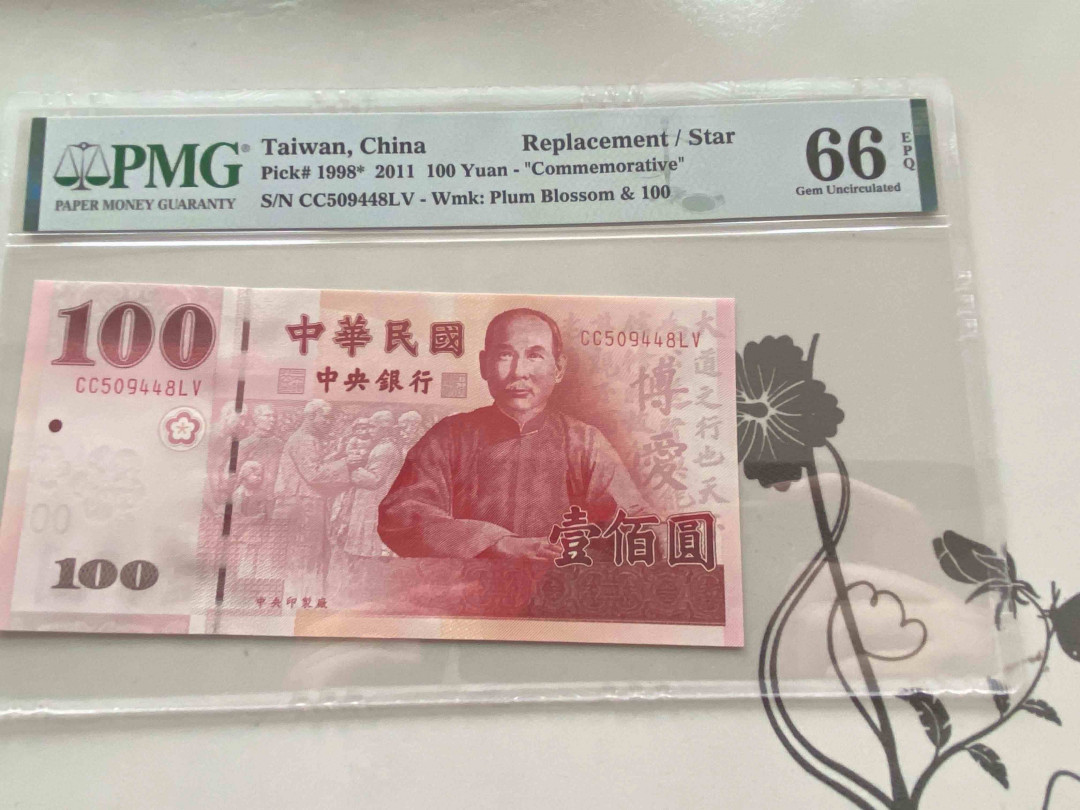 PMG®
PAPER MONEY GUARANTY
Taiwan, China Replacement / Star
Pick# 1998* 2011 100 Yuan - "Commemorative"
S/N CC509448LV - Wmk: Plum Blossom & 100
66 EPQ
Gem Uncirculated
100
CC509448LV
中華民國
中央銀行
CC509448LV
博愛
大道之行也天
壹佰圓
100
中央印製廠